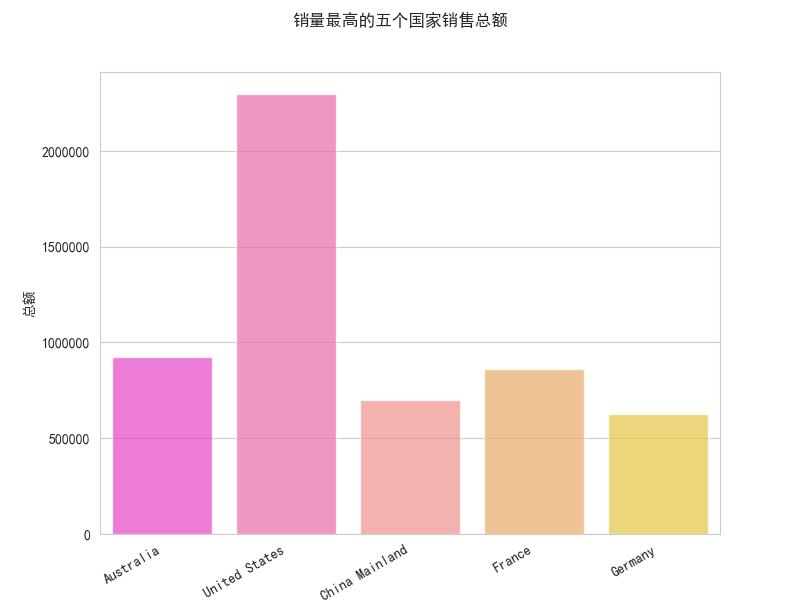 销量最高的五个国家销售总额
总额
2000000
1500000
1000000
500000
0
Australia
United States
China Mainland
France
Germany